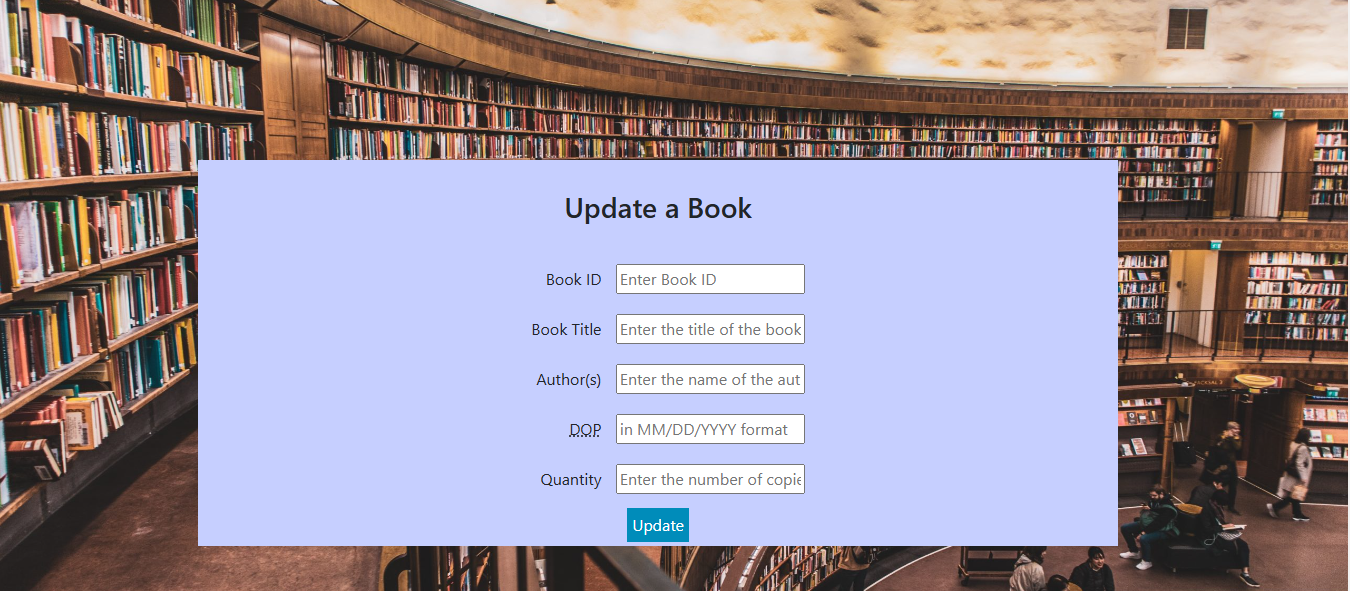 Update a Book
Book ID Enter Book ID
Book Title Enter the title of the book
Author(s) Enter the name of the aut
DOP in MM/DD/YYYY format
Quantity Enter the number of copie
Update